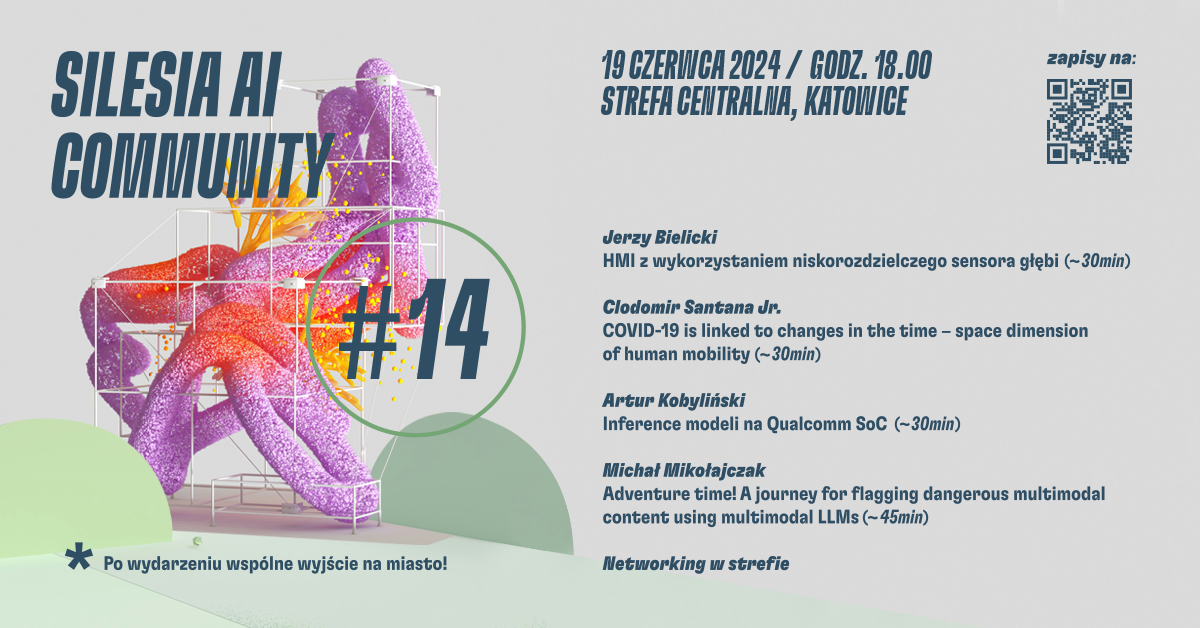 SILESIA AI
COMMUNITY
#14
* Po wydarzeniu wspólne wyjście na miasto!
19 CZERWCA 2024 / GODZ. 18.00
STREFA CENTRALNA, KATOWICE
zapisy na:
Jerzy Bielicki
HMI z wykorzystaniem niskorozdzielczego sensora głębi (~30min)
Clodomir Santana Jr.
COVID-19 is linked to changes in the time – space dimension
of human mobility (~30min)
Artur Kobyliński
Inference modeli na Qualcomm SoC (~30min)
Michał Mikołajczak
Adventure time! A journey for flagging dangerous multimodal
content using multimodal LLMs (~45min)
Networking w strefie